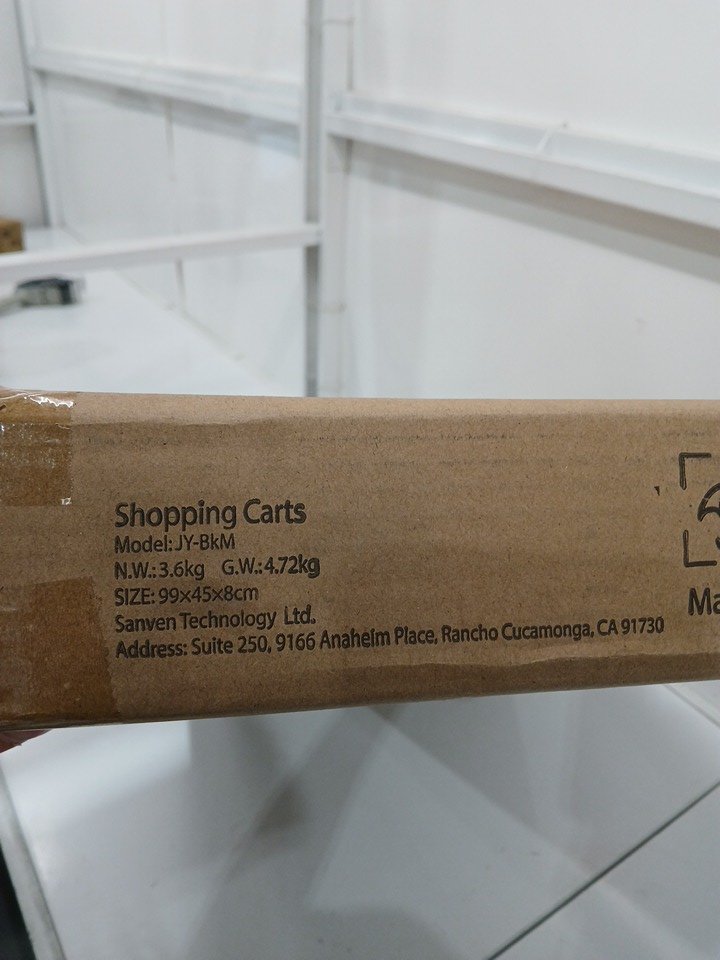 Shopping Carts
Model: JY-BkM
N.W.: 3.6kg G.W.: 4.72kg
SIZE: 99×45×8cm
Sanven Technology Ltd.
Address: Suite 250, 9166 Anaheim Place, Rancho Cucamonga, CA 91730